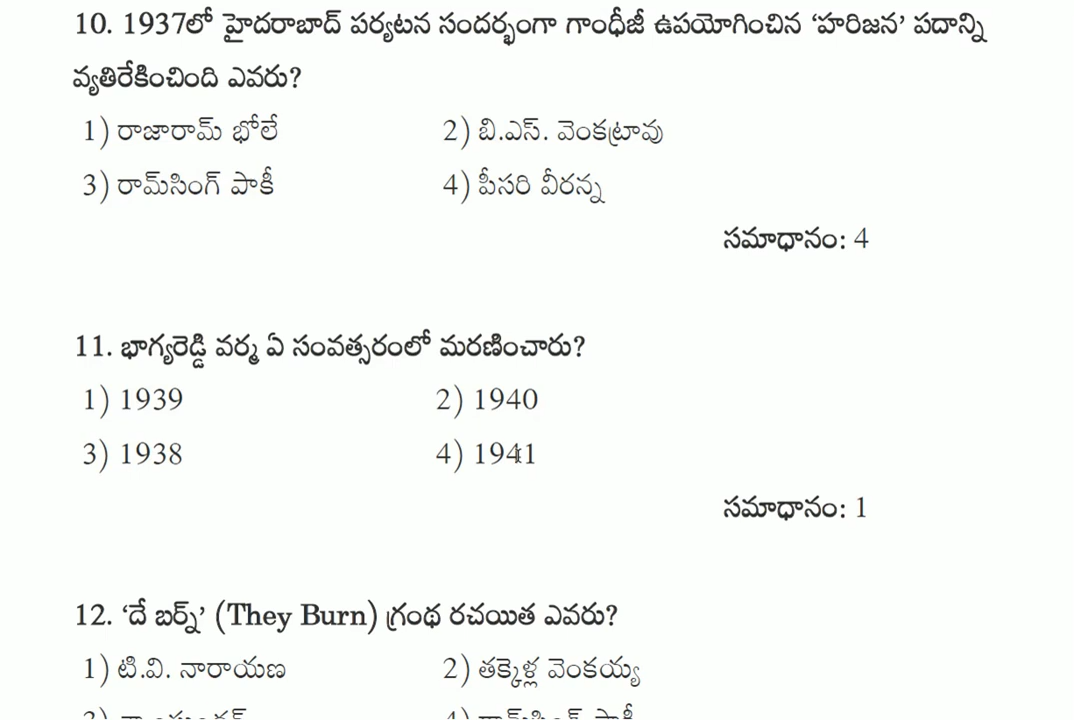 10. 1937లో హైదరాబాద్ పర్యటన సందర్భంగా గాంధీజీ ఉపయోగించిన ‘హరిజన’ పదాన్ని
వ్యతిరేకించింది ఎవరు?
1) రాజారామ్ భోలే 2) బి.ఎస్. వెంకట్రావు
3) రామ్‌సింగ్ పాకీ 4) పీసరి వీరన్న
సమాధానం: 4
11. భాగ్యరెడ్డి వర్మ ఏ సంవత్సరంలో మరణించారు?
1) 1939 2) 1940
3) 1938 4) 1941
సమాధానం: 1
12. ‘దే బర్న్’ (They Burn) గ్రంథ రచయిత ఎవరు?
1) టి.వి. నారాయణ 2) తక్కెళ్ల వెంకయ్య